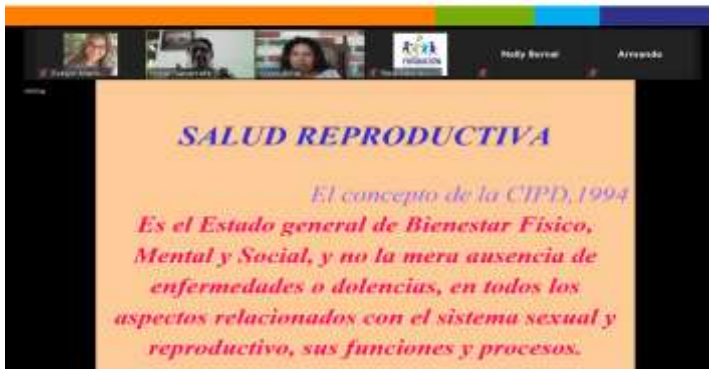 Nelly Bernal
Armando
SALUD REPRODUCTIVA
El concepto de la CIPD,1994
Es el Estado general de Bienestar Físico,
Mental y Social, y no la mera ausencia de
enfermedades o dolencias, en todos los
aspectos relacionados con el sistema sexual y
reproductivo, sus funciones y procesos.